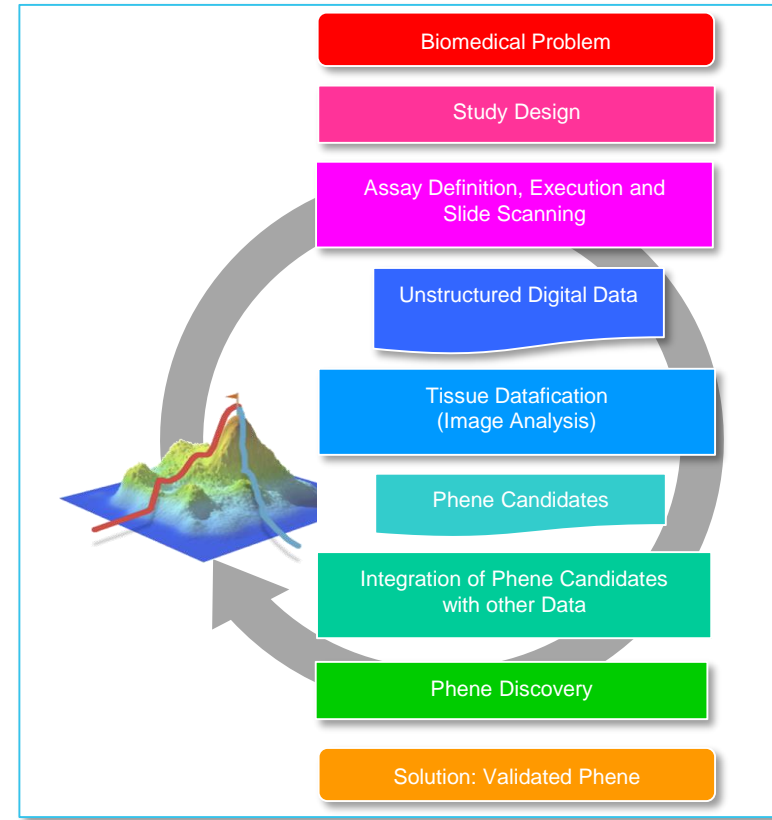 Biomedical Problem
Study Design
Assay Definition, Execution and
Slide Scanning
Unstructured Digital Data
Tissue Datafication
(Image Analysis)
Phene Candidates
Integration of Phene Candidates
with other Data
Phene Discovery
Solution: Validated Phene